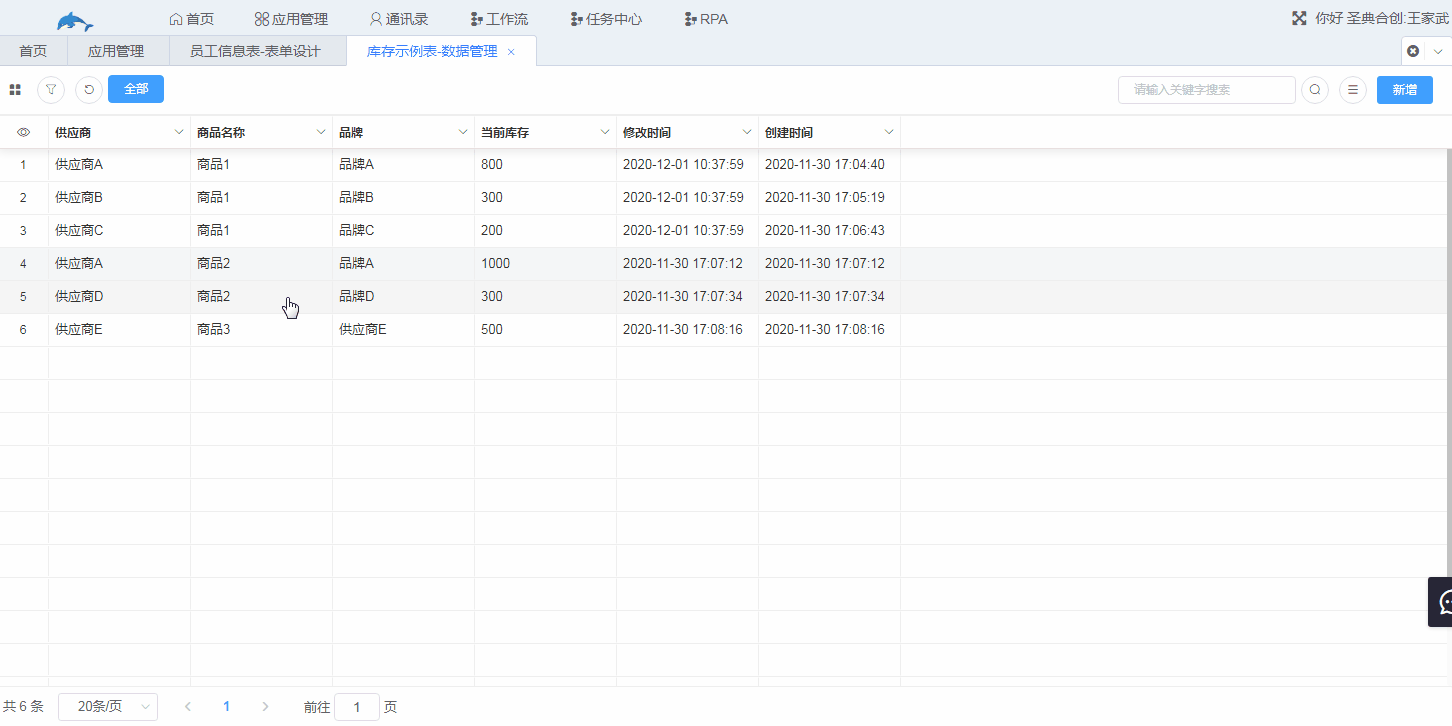 首页 应用管理 通讯录 工作流 任务中心 RPA 你好 圣典合创:王家武
首页 应用管理 员工信息表-表单设计 库存示例表-数据管理 ×
全部 请输入关键字搜索 新增
供应商 商品名称 品牌 当前库存 修改时间 创建时间
1 供应商A 商品1 品牌A 800 2020-12-01 10:37:59 2020-11-30 17:04:40
2 供应商B 商品1 品牌B 300 2020-12-01 10:37:59 2020-11-30 17:05:19
3 供应商C 商品1 品牌C 200 2020-12-01 10:37:59 2020-11-30 17:06:43
4 供应商A 商品2 品牌A 1000 2020-11-30 17:07:12 2020-11-30 17:07:12
5 供应商D 商品2 品牌D 300 2020-11-30 17:07:34 2020-11-30 17:07:34
6 供应商E 商品3 供应商E 500 2020-11-30 17:08:16 2020-11-30 17:08:16
共 6 条 20条/页 1 前往 1 页